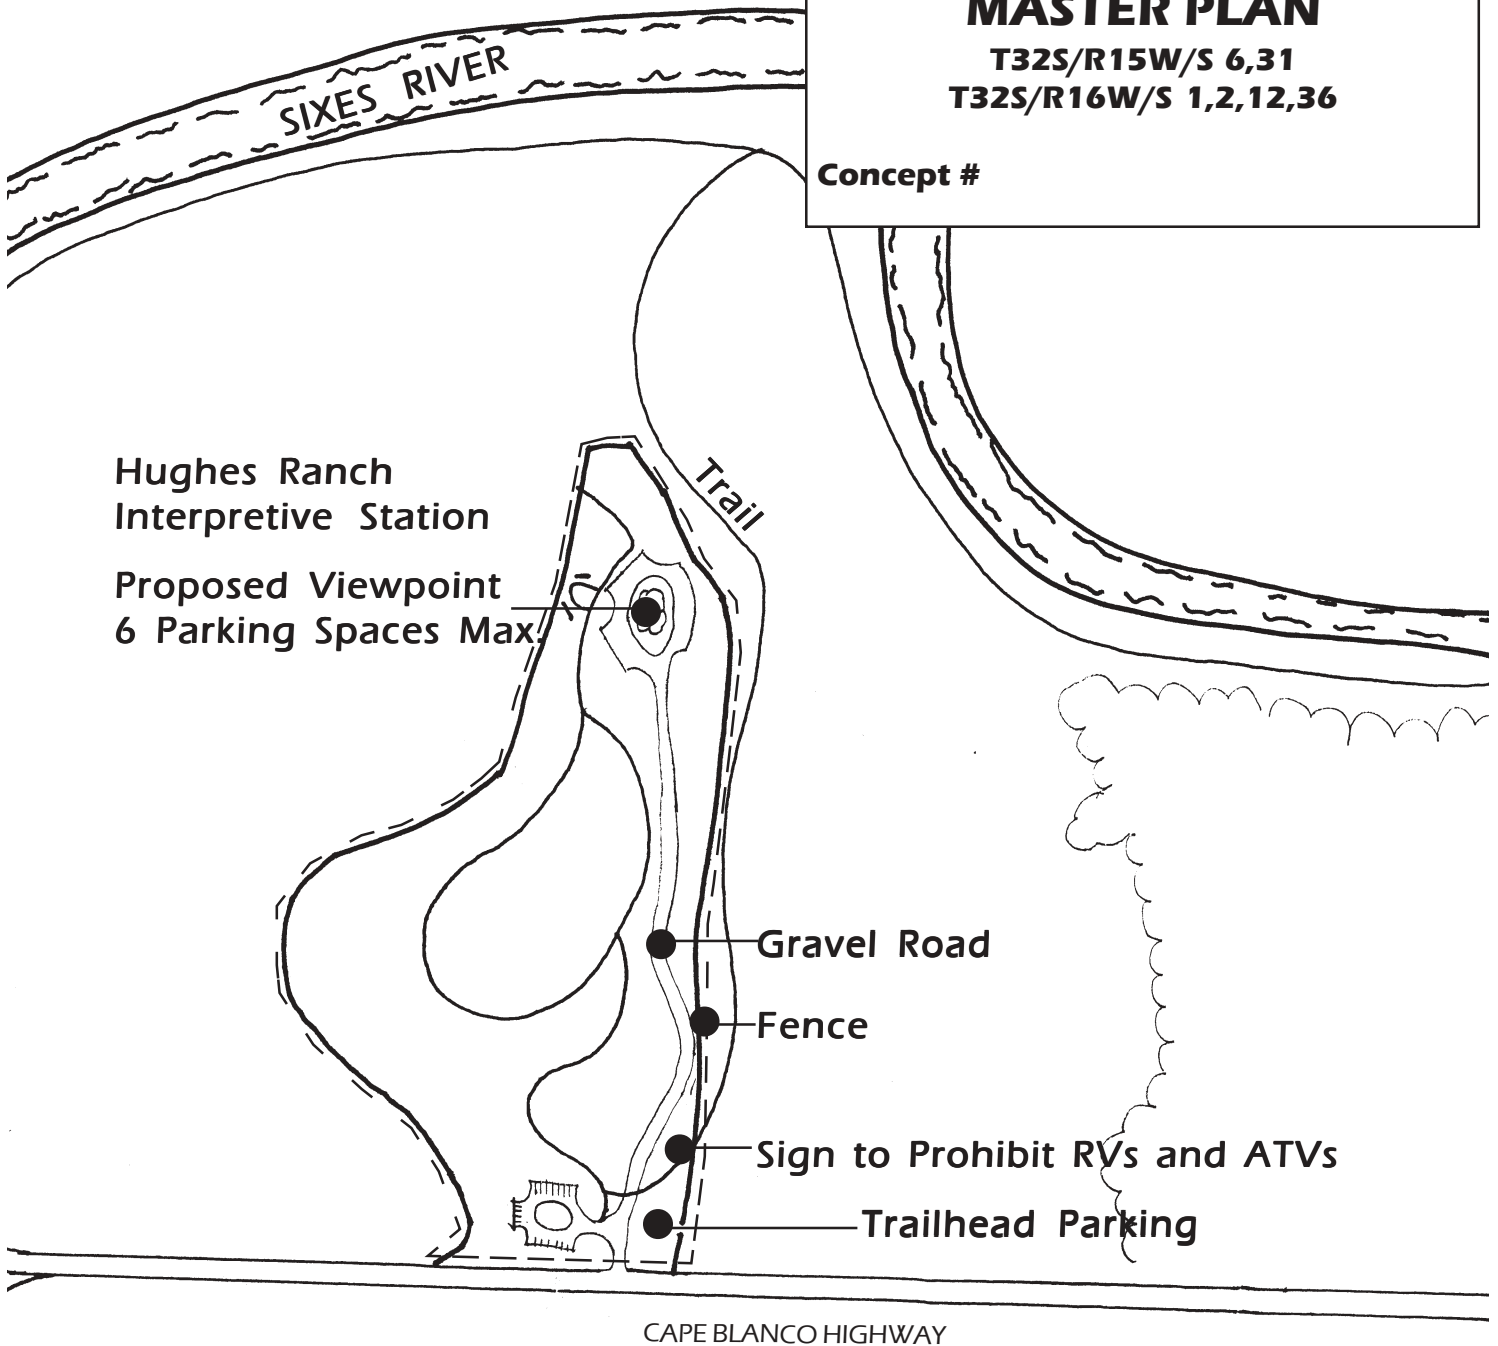 MASTER PLAN
T32S/R15W/S 6,31
T32S/R16W/S 1,2,12,36
Concept #
SIXES RIVER
Hughes Ranch
Interpretive Station
Trail
Proposed Viewpoint
6 Parking Spaces Max.
Gravel Road
Fence
Sign to Prohibit RVs and ATVs
Trailhead Parking
CAPE BLANCO HIGHWAY